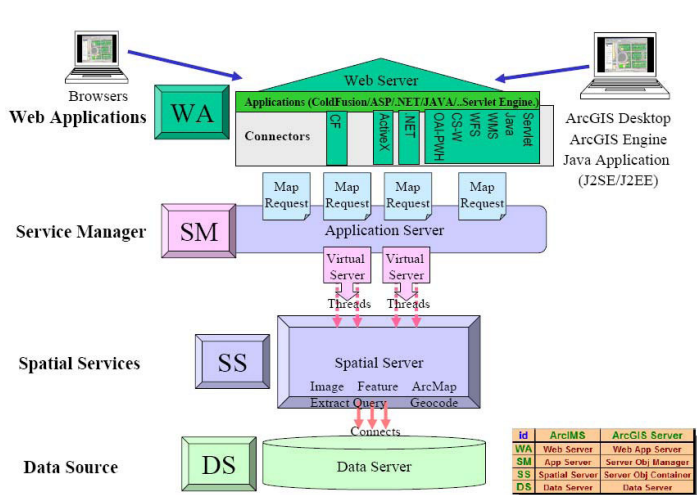 Web Server
Browsers
Web Applications
WA
Applications (ColdFusion/ASP/.NET/JAVA/..Servlet Engine.)
Connectors
CF
ActiveX
.NET
OAI-PWH
CS-W
WFS
WMS
Java
Servlet
ArcGIS Desktop
ArcGIS Engine
Java Application
(J2SE/J2EE)
Map
Request
Map
Request
Map
Request
Map
Request
Service Manager
SM
Application Server
Virtual
Server
Virtual
Server
Threads
Threads
Spatial Services
SS
Spatial Server
Image Feature ArcMap
Extract Query Geocode
Connects
Data Source
DS
Data Server
id ArcIMS ArcGIS Server
WA Web Server Web App Server
SM App Server Server Obj Manager
SS Spatial Server Server Obj Container
DS Data Server Data Server